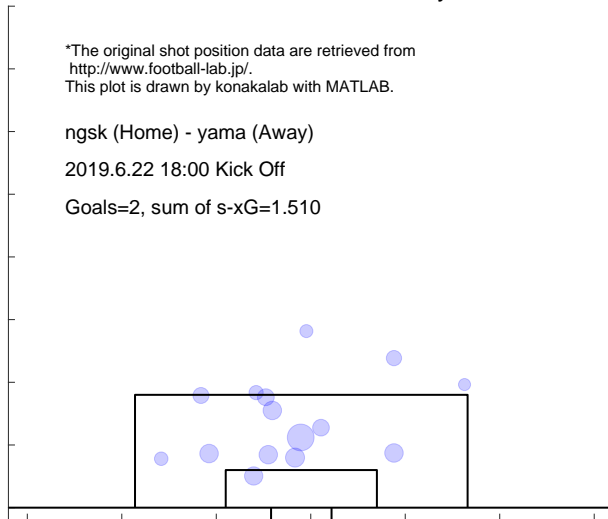 *The original shot position data are retrieved from
http://www.football-lab.jp/.
This plot is drawn by konakalab with MATLAB.
ngsk (Home) - yama (Away)
2019.6.22 18:00 Kick Off
Goals=2, sum of s-xG=1.510